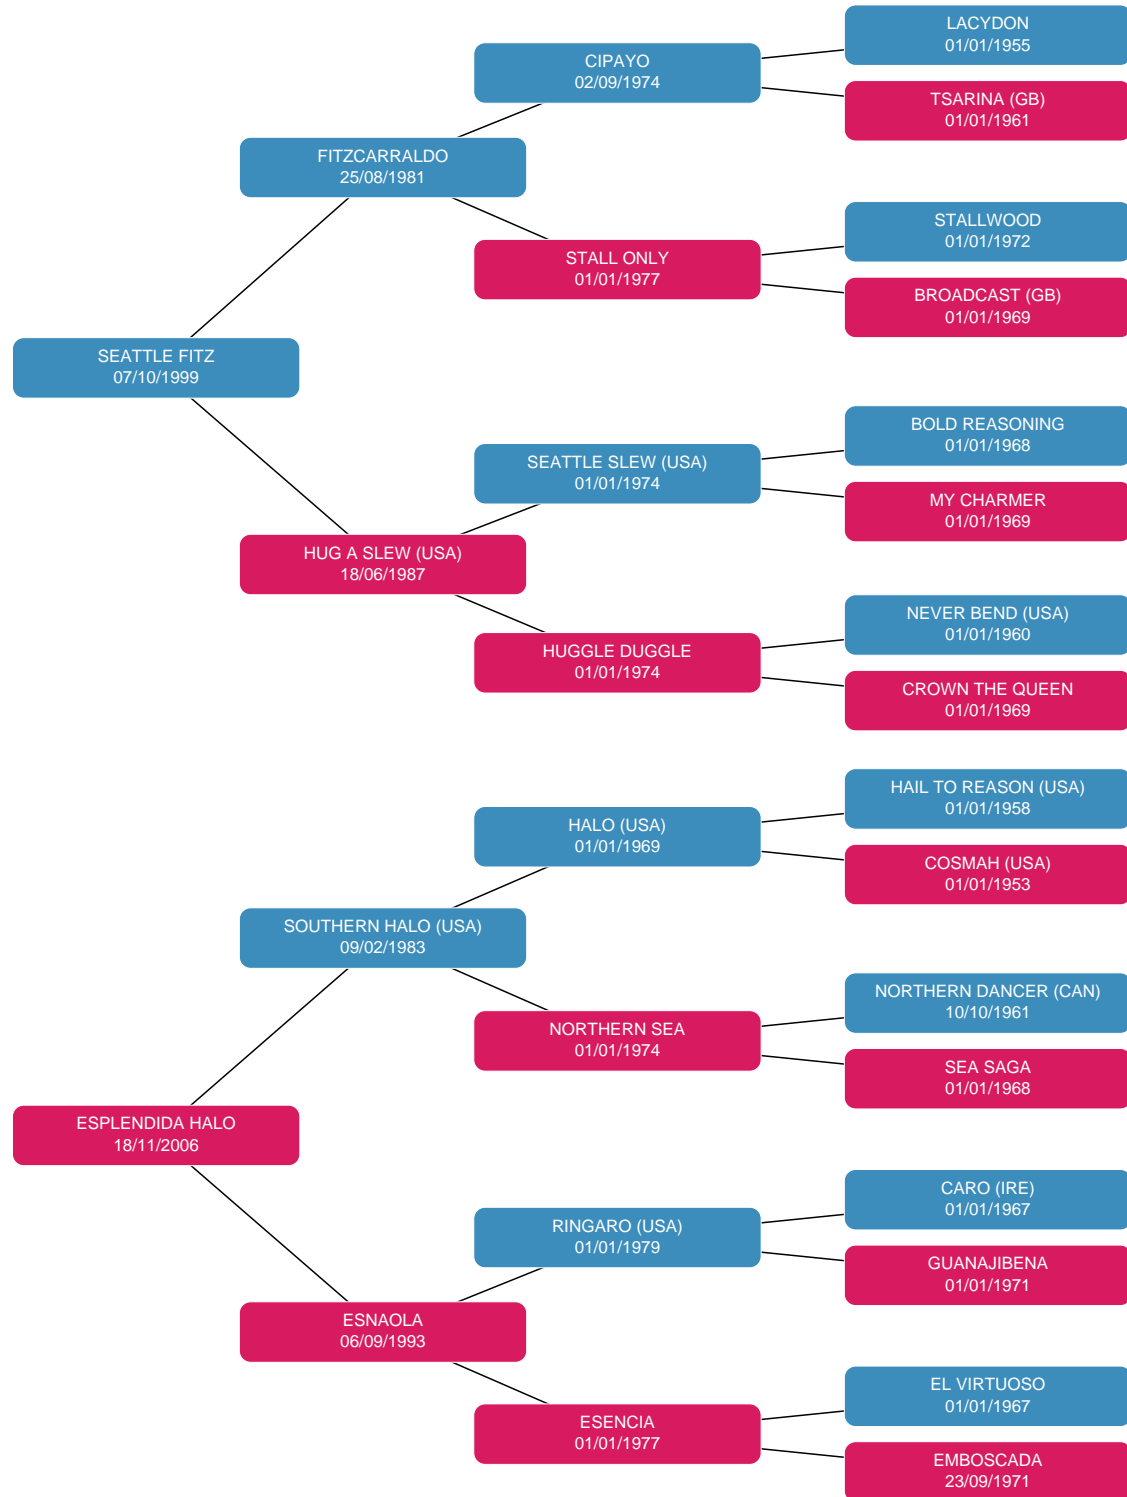 LACYDON
01/01/1955
CIPAYO
02/09/1974
TSARINA (GB)
01/01/1961
FITZCARRALDO
25/08/1981
STALLWOOD
01/01/1972
STALL ONLY
01/01/1977
BROADCAST (GB)
01/01/1969
SEATTLE FITZ
07/10/1999
BOLD REASONING
01/01/1968
SEATTLE SLEW (USA)
01/01/1974
MY CHARMER
01/01/1969
HUG A SLEW (USA)
18/06/1987
NEVER BEND (USA)
01/01/1960
HUGGLE DUGGLE
01/01/1974
CROWN THE QUEEN
01/01/1969
HAIL TO REASON (USA)
01/01/1958
HALO (USA)
01/01/1969
COSMAH (USA)
01/01/1953
SOUTHERN HALO (USA)
09/02/1983
NORTHERN DANCER (CAN)
10/10/1961
NORTHERN SEA
01/01/1974
SEA SAGA
01/01/1968
ESPLENDIDA HALO
18/11/2006
CARO (IRE)
01/01/1967
RINGARO (USA)
01/01/1979
GUANAJIBENA
01/01/1971
ESNAOLA
06/09/1993
EL VIRTUOSO
01/01/1967
ESENCIA
01/01/1977
EMBOSCADA
23/09/1971